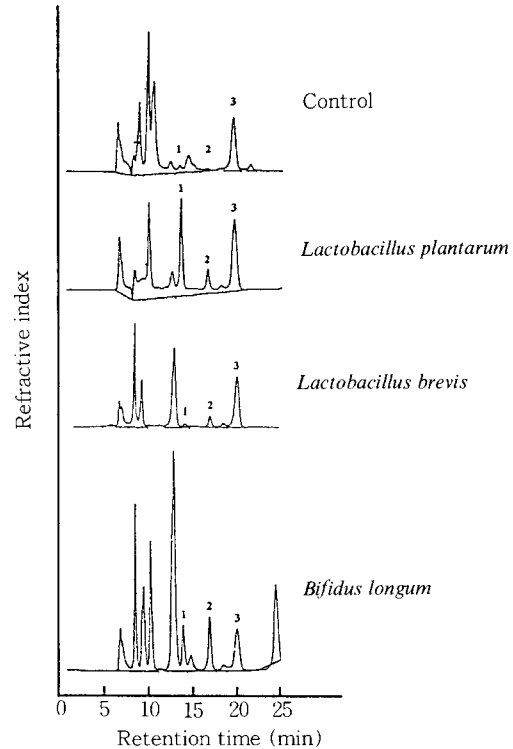 3
Control
1
2
1
3
Lactobacillus plantarum
2
3
Lactobacillus brevis
1
2
Bifidus longum
1
2
3
Refractive index
0 5 10 15 20 25
Retention time (min)